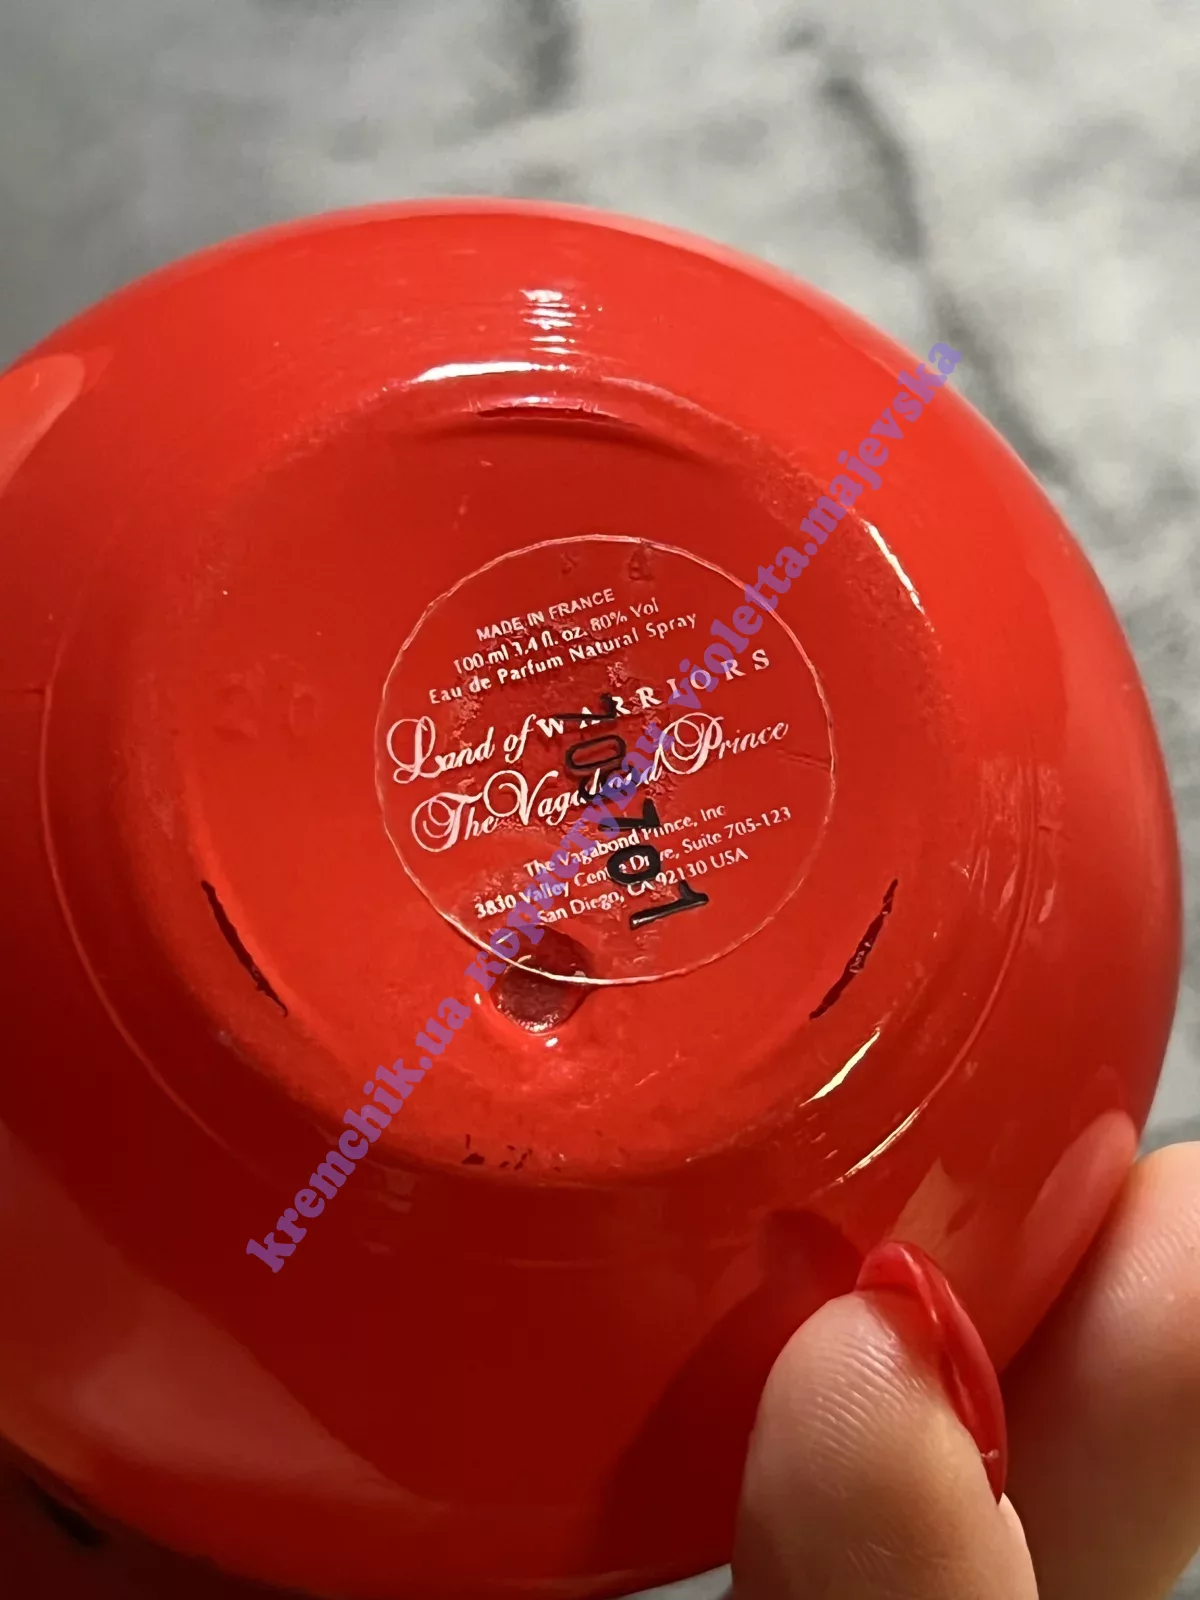 MADE IN FRANCE
100 ml 3.4 fl. oz. 80% Vol
Eau de Parfum Natural Spray
Land of WARRIORS
The Vagabond Prince
The Vagabond Prince, Inc
3830 Valley Centre Drive, Suite 705-123
San Diego, CA 92130 USA
kremchik.ua користувач violetta.majevska